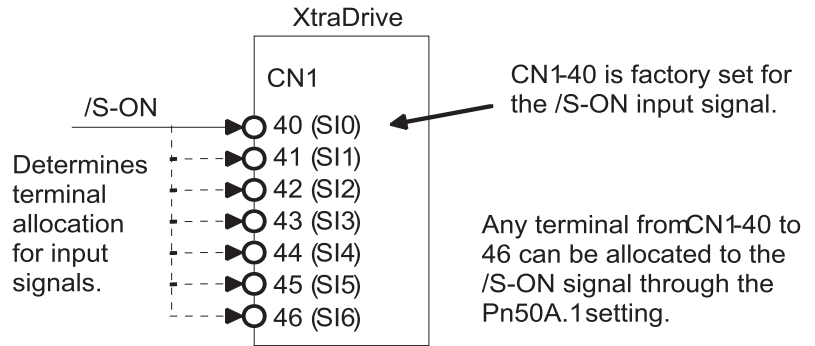 XtraDrive
CN1
/S-ON
40 (SI0)
41 (SI1)
42 (SI2)
43 (SI3)
44 (SI4)
45 (SI5)
46 (SI6)
Determines
terminal
allocation
for input
signals.
CN1-40 is factory set for
the /S-ON input signal.
Any terminal fromCN1-40 to
46 can be allocated to the
/S-ON signal through the
Pn50A.1setting.